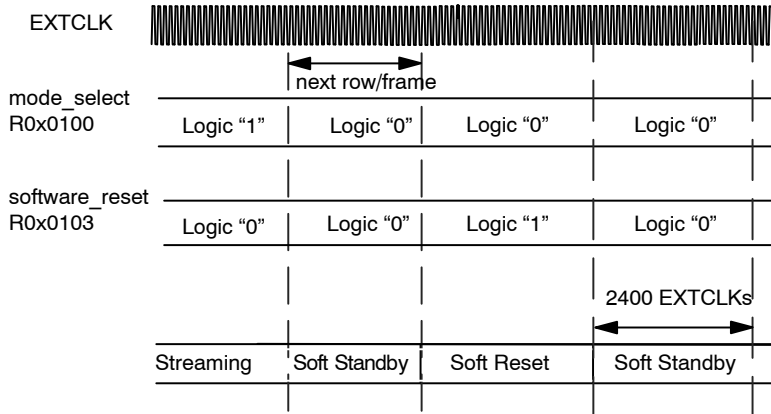 EXTCLK
next row/frame
mode_select
R0x0100
Logic “1”
Logic “0”
Logic “0”
Logic “0”
software_reset
R0x0103
Logic “0”
Logic “0”
Logic “1”
Logic “0”
2400 EXTCLKs
Streaming
Soft Standby
Soft Reset
Soft Standby